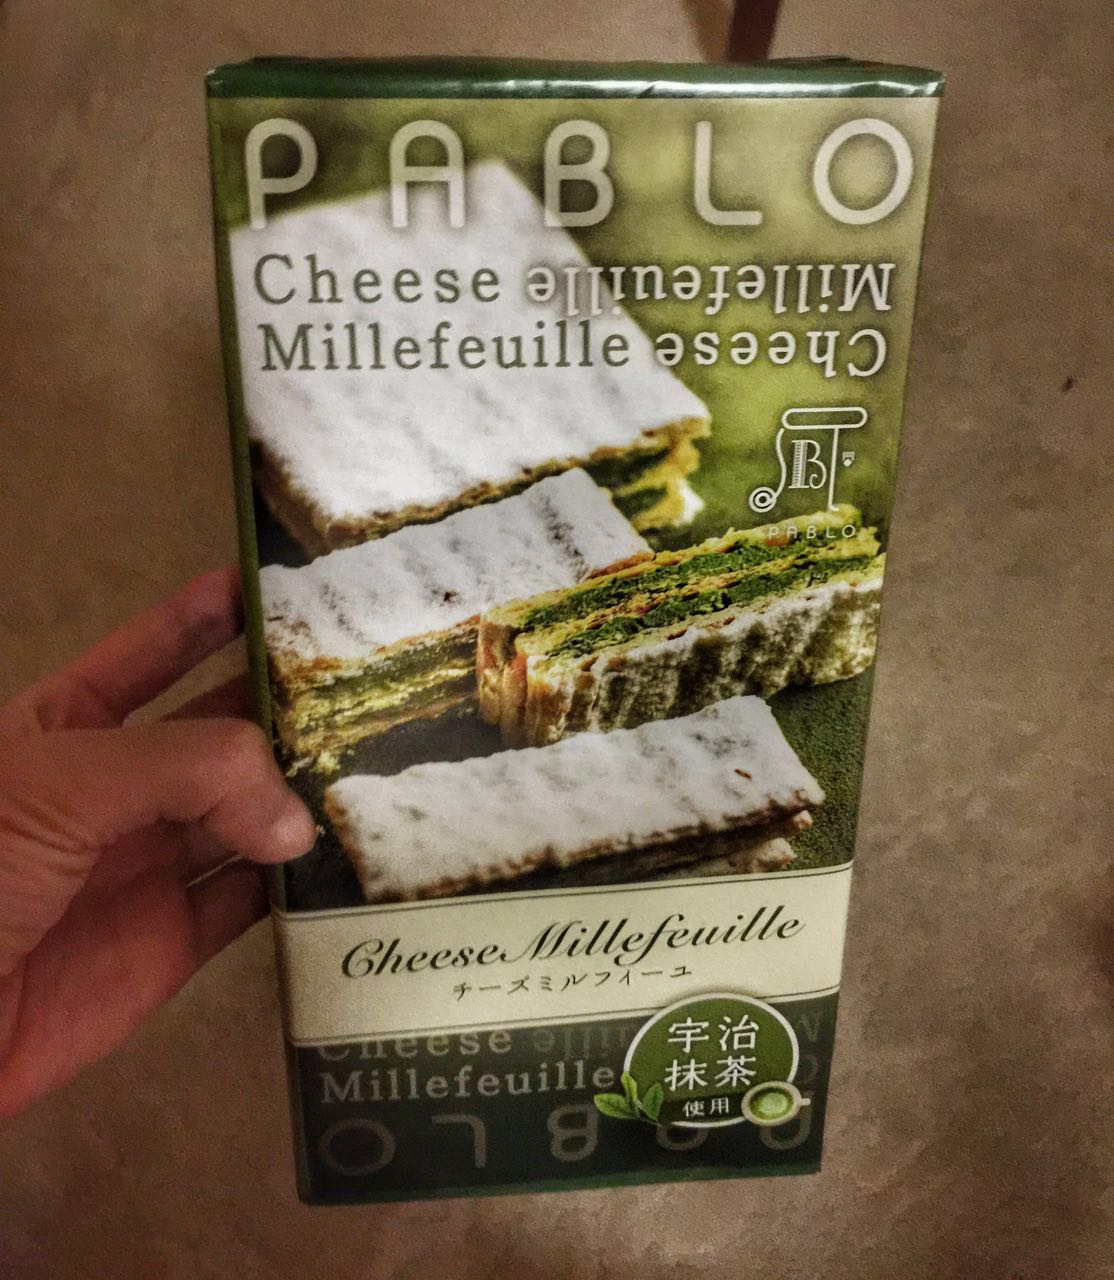 PABLO
Cheese Millefeuille
Millefeuille Cheese
B
PABLO
Cheese Millefeuille
チーズミルフィーユ
Cheese Millefeuille
Millefeuille
宇治
抹茶
使用
PABLO